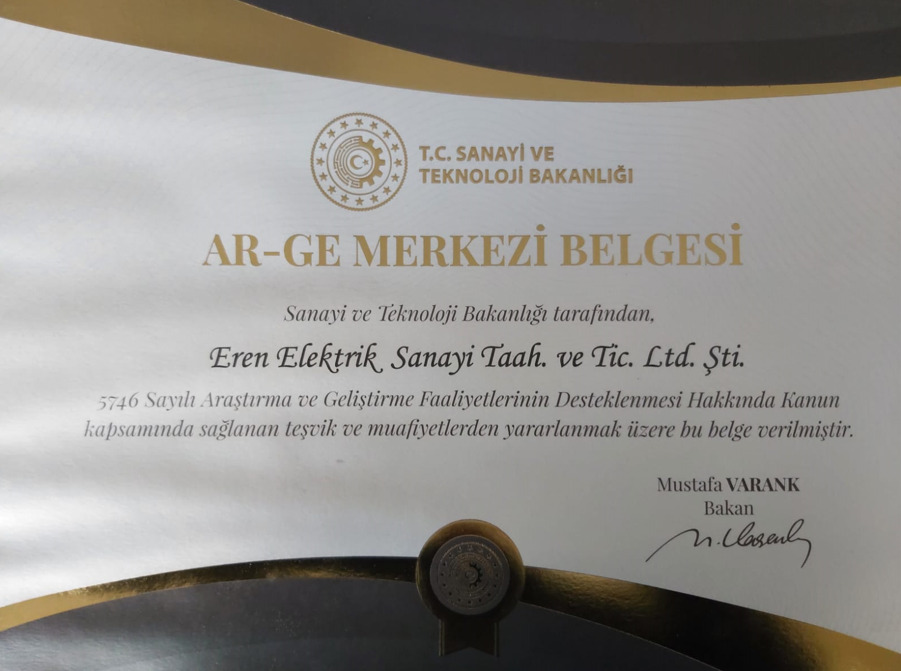 T.C. SANAYİ VE
TEKNOLOJİ BAKANLIĞI
AR-GE MERKEZİ BELGESİ
Sanayi ve Teknoloji Bakanlığı tarafından,
Eren Elektrik Sanayi Taah. ve Tic. Ltd. Şti.
5746 Sayılı Araştırma ve Geliştirme Faaliyetlerinin Desteklenmesi Hakkında Kanun
kapsamında sağlanan teşvik ve muafiyetlerden yararlanmak üzere bu belge verilmiştir.
Mustafa VARANK
Bakan